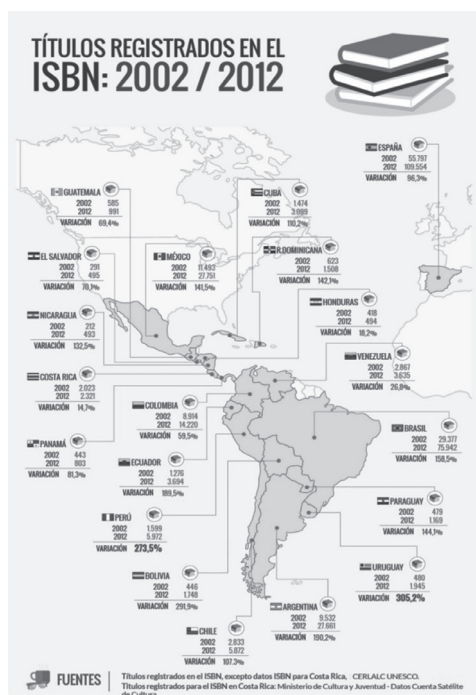 TÍTULOS REGISTRADOS EN EL
ISBN: 2002 / 2012
ESPAÑA
2002 55.797
2012 109.554
VARIACIÓN 96,3%
GUATEMALA
2002 585
2012 991
VARIACIÓN 69,4%
CUBA
2002 1.474
2012 3.099
VARIACIÓN 110,2%
EL SALVADOR
2002 291
2012 495
VARIACIÓN 70,1%
MÉXICO
2002 11.493
2012 27.751
VARIACIÓN 141,5%
R.DOMINICANA
2002 623
2012 1.508
VARIACIÓN 142,1%
NICARAGUA
2002 212
2012 493
VARIACIÓN 132,5%
HONDURAS
2002 418
2012 494
VARIACIÓN 18,2%
VENEZUELA
2002 2.867
2012 3.635
VARIACIÓN 26,8%
COSTA RICA
2002 2.023
2012 2.321
VARIACIÓN 14,7%
COLOMBIA
2002 8.914
2012 14.220
VARIACIÓN 59,5%
BRASIL
2002 29.377
2012 75.942
VARIACIÓN 158,5%
PANAMÁ
2002 443
2012 803
VARIACIÓN 81,3%
ECUADOR
2002 1.276
2012 3.694
VARIACIÓN 189,5%
PARAGUAY
2002 479
2012 1.169
VARIACIÓN 144,1%
PERÚ
2002 1.599
2012 5.972
VARIACIÓN 273,5%
URUGUAY
2002 480
2012 1.945
VARIACIÓN 305,2%
BOLIVIA
2002 446
2012 1.748
VARIACIÓN 291,9%
ARGENTINA
2002 9.532
2012 27.661
VARIACIÓN 190,2%
CHILE
2002 2.833
2012 5.872
VARIACIÓN 107,3%
FUENTES
Títulos registrados en ISBN, excepto datos ISBN para Costa Rica, CERLALC UNESCO.
Títulos registrados para el ISBN en Costa Rica: Ministerio de Cultura y Juventud - Datos Cuenta Satélite
de Cultura